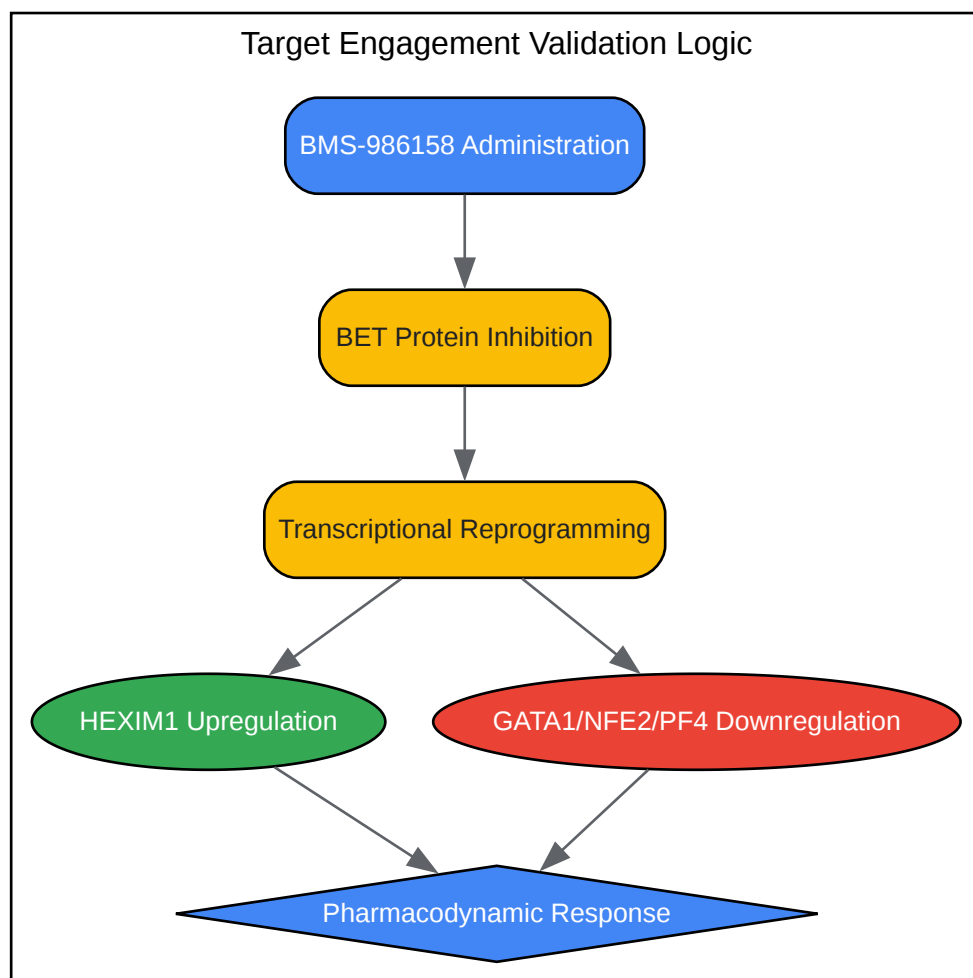 Target Engagement Validation Logic
BMS-986158 Administration
BET Protein Inhibition
Transcriptional Reprogramming
HEXIM1 Upregulation
GATA1/NFE2/PF4 Downregulation
Pharmacodynamic Response